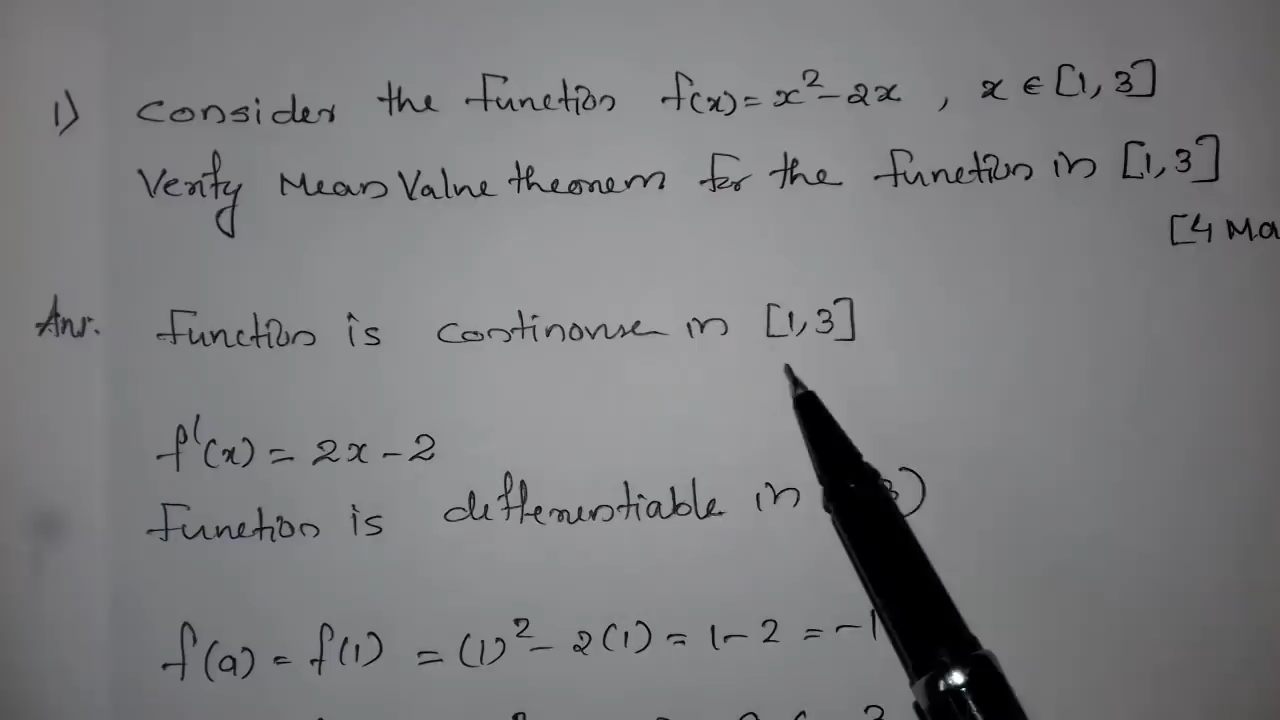 1) Consider the function f(x) = x² - 2x , x ∈ [1, 3]
Verify Mean Value theorem for the function in [1, 3]
[4 Ma
Ans. Function is continouse in [1, 3]
f'(x) = 2x - 2
Function is differentiable in 3)
f(a) = f(1) = (1)² - 2(1) = 1 - 2 = -1